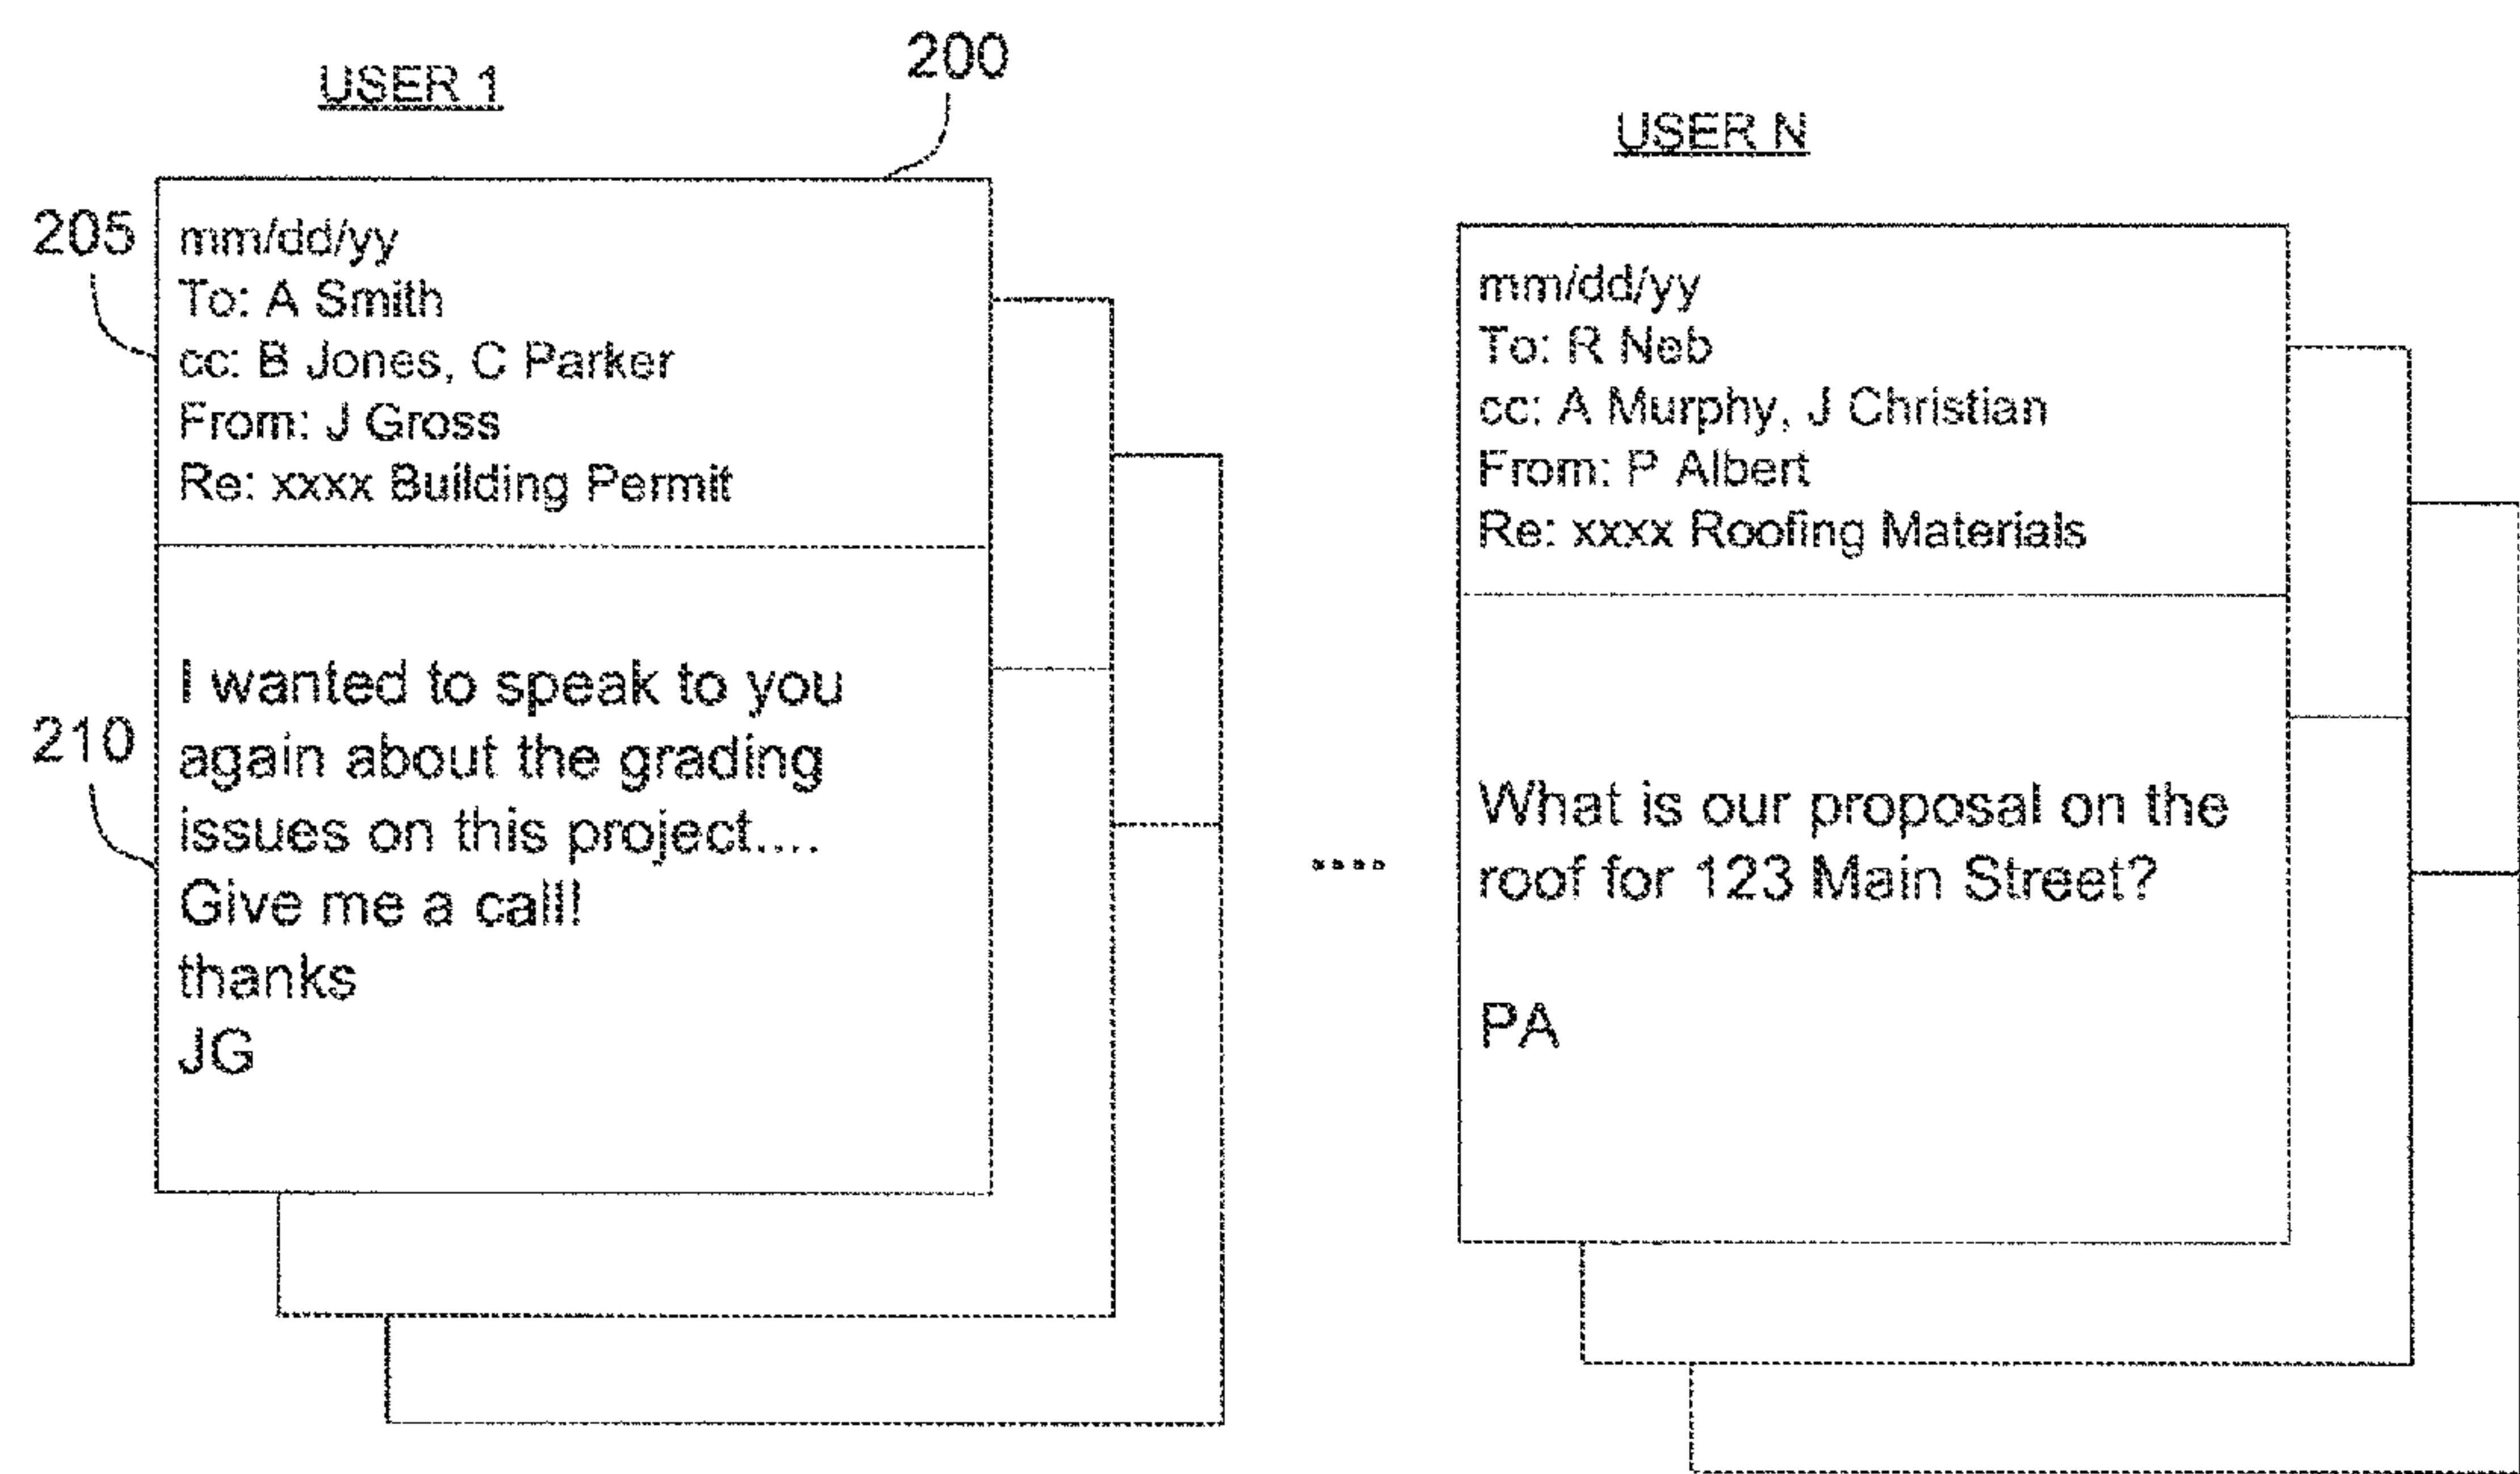 USER 1
200
205
mm/dd/yy
To: A Smith
cc: B Jones, C Parker
From: J Gross
Re: xxxx Building Permit
210
I wanted to speak to you
again about the grading
issues on this project....
Give me a call!
thanks
JG
....
USER N
mm/dd/yy
To: R Neb
cc: A Murphy, J Christian
From: P Albert
Re: xxxx Roofing Materials
What is our proposal on the
roof for 123 Main Street?
PA